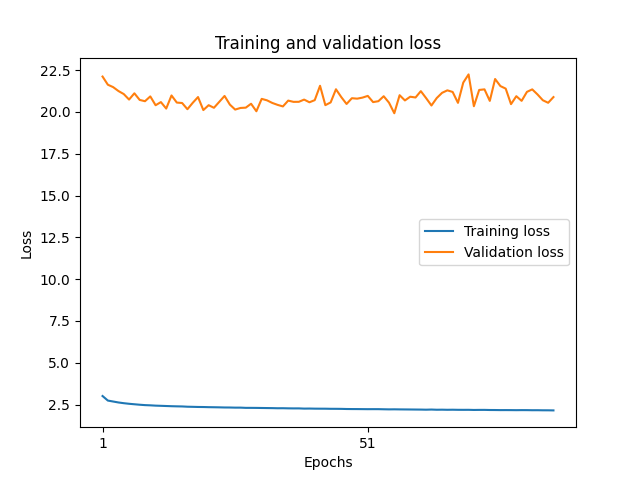 Training and validation loss
22.5
20.0
17.5
15.0
12.5
10.0
7.5
5.0
2.5
Loss
Training loss
Validation loss
1
51
Epochs